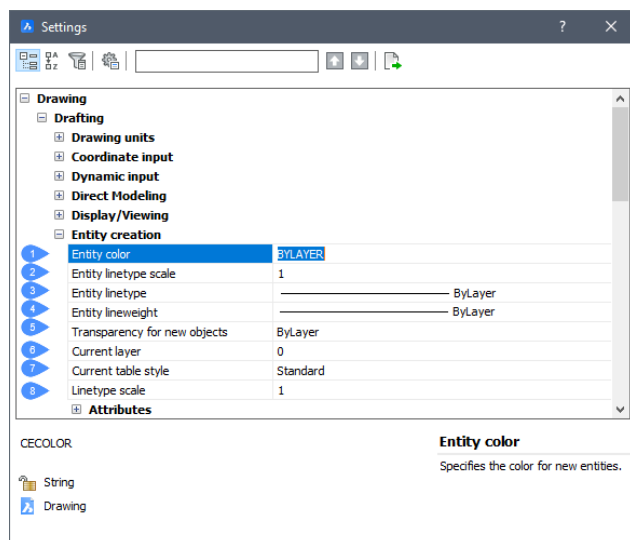 Settings
Drawing
Drafting
Drawing units
Coordinate input
Dynamic input
Direct Modeling
Display/Viewing
Entity creation
1 Entity color BYLAYER
2 Entity linetype scale 1
3 Entity linetype ByLayer
4 Entity lineweight ByLayer
5 Transparency for new objects ByLayer
6 Current layer 0
7 Current table style Standard
8 Linetype scale 1
Attributes
CECOLOR
Entity color
Specifies the color for new entities.
String
Drawing